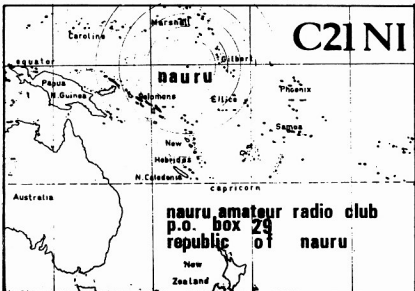 C21NI
Marshall
Caroline
Gilbert
equator
nauru
Papua
N.Guinea
Solomons
Ellice
Phoenix
Samoa
New
Hebrides
N.Caledonia
capricorn
Australia
nauru amateur radio club
p.o. box 29
republic of nauru
New
Zealand